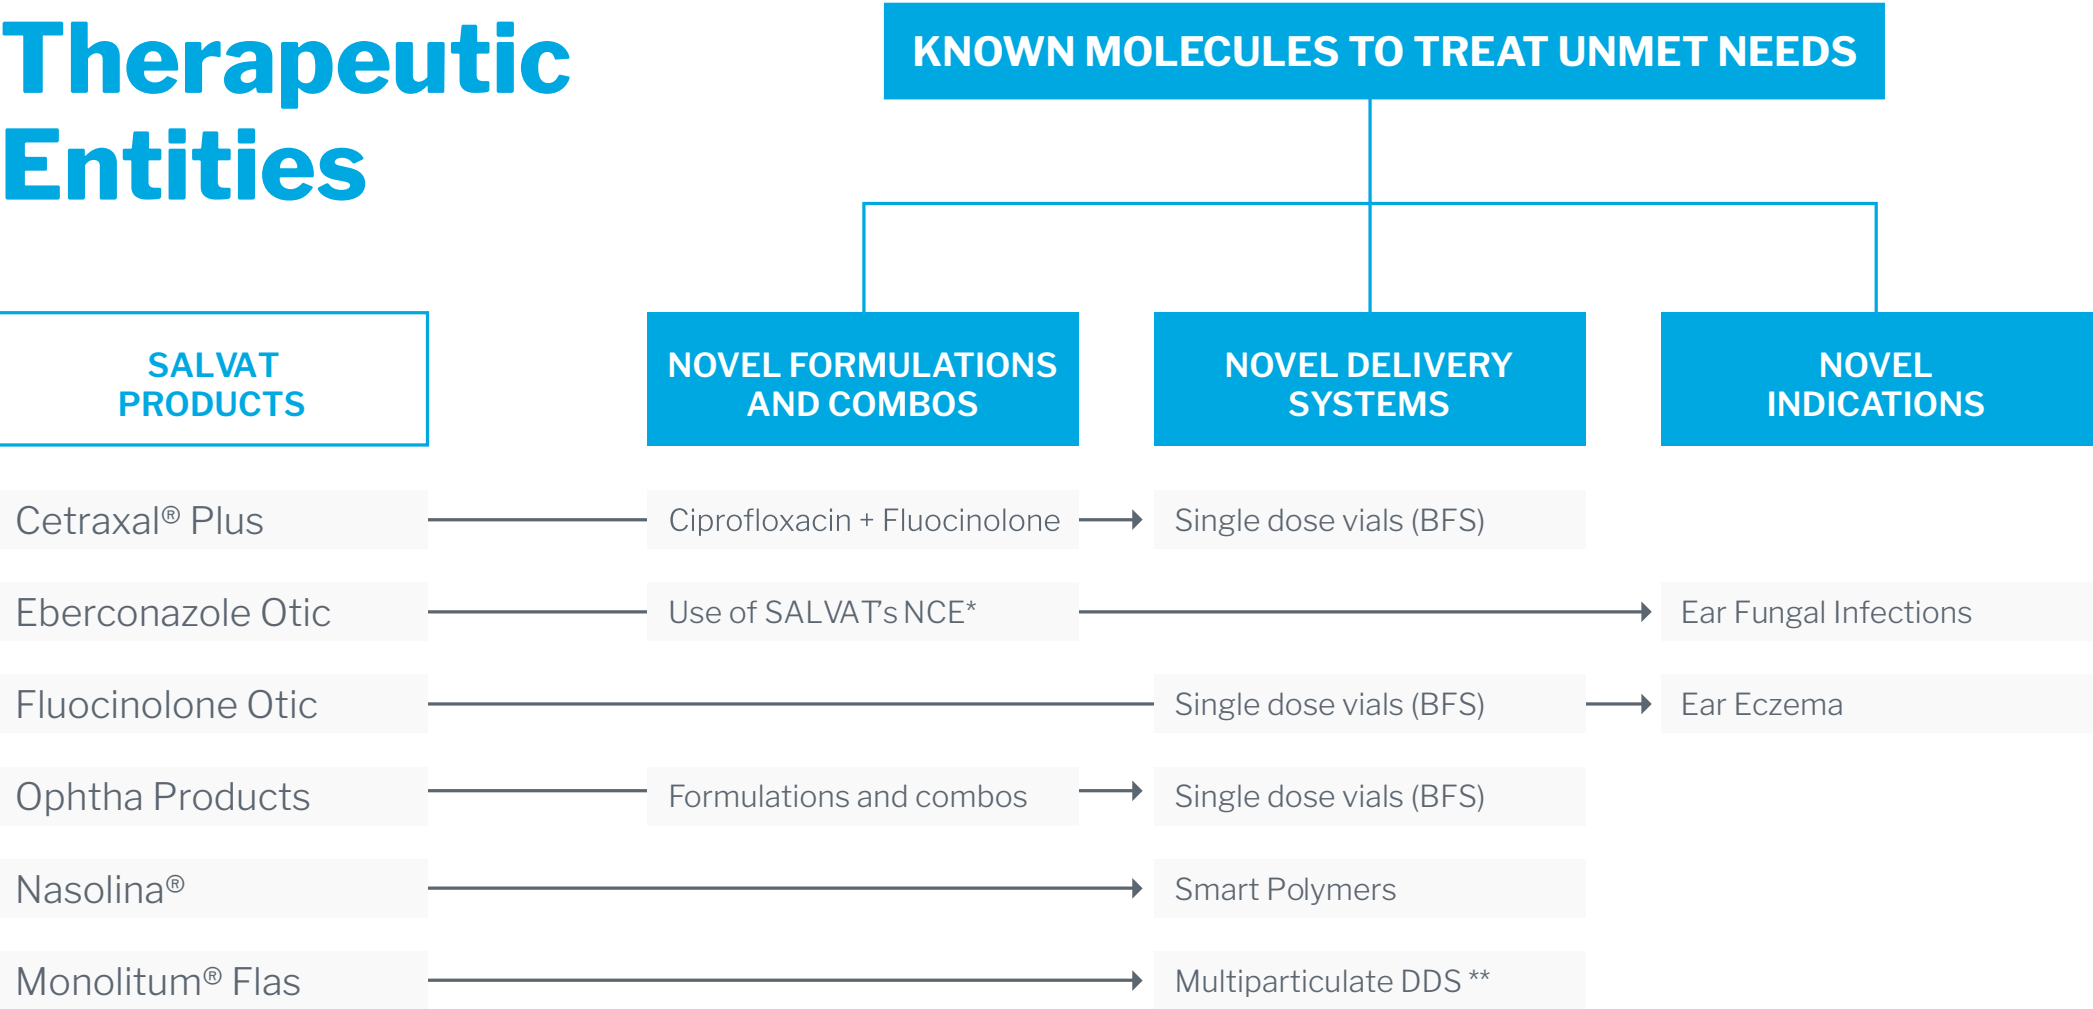 Therapeutic
Entities
KNOWN MOLECULES TO TREAT UNMET NEEDS
SALVAT
PRODUCTS
NOVEL FORMULATIONS
AND COMBOS
NOVEL DELIVERY
SYSTEMS
NOVEL
INDICATIONS
Cetraxal® Plus
Ciprofloxacin + Fluocinolone
Single dose vials (BFS)
Eberconazole Otic
Use of SALVAT's NCE*
Ear Fungal Infections
Fluocinolone Otic
Single dose vials (BFS)
Ear Eczema
Ophtha Products
Formulations and combos
Single dose vials (BFS)
Nasolina®
Smart Polymers
Monolitum® Flas
Multiparticulate DDS **